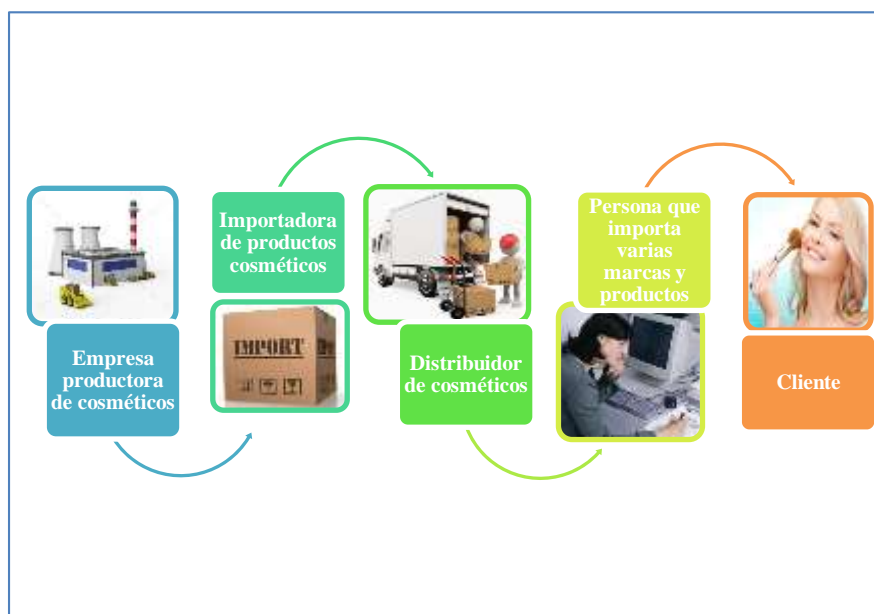 Empresa
productora
de cosméticos
Importadora
de productos
cosméticos
IMPORT
Distribuidor
de cosméticos
Persona que
importa
varias
marcas y
productos
Cliente